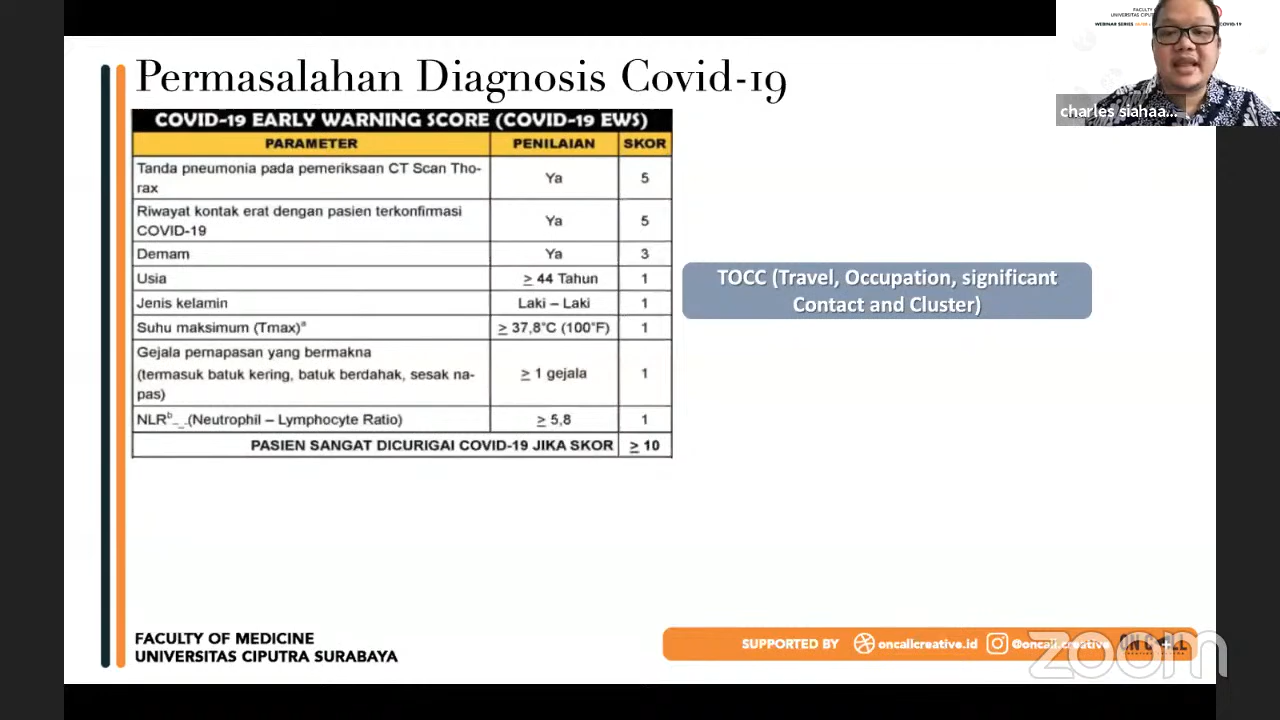 Permasalahan Diagnosis Covid-19
COVID-19 EARLY WARNING SCORE (COVID-19 EWS)
PARAMETER PENILAIAN SKOR
Tanda pneumonia pada pemeriksaan CT Scan Tho-
rax
Ya 5
Riwayat kontak erat dengan pasien terkonfirmasi
COVID-19
Ya 5
Demam Ya 3
Usia ≥ 44 Tahun 1
Jenis kelamin Laki – Laki 1
Suhu maksimum (Tmax)ᵃ ≥ 37,8°C (100°F) 1
Gejala pernapasan yang bermakna
(termasuk batuk kering, batuk berdahak, sesak na-
pas)
≥ 1 gejala 1
NLRᵇ (Neutrophil – Lymphocyte Ratio) ≥ 5,8 1
PASIEN SANGAT DICURIGAI COVID-19 JIKA SKOR ≥ 10
TOCC (Travel, Occupation, significant
Contact and Cluster)
FACULTY OF MEDICINE
UNIVERSITAS CIPUTRA SURABAYA
SUPPORTED BY oncallcreative.id @oncall.creative
zoom
charles siahaa...
WEBINAR SERIES